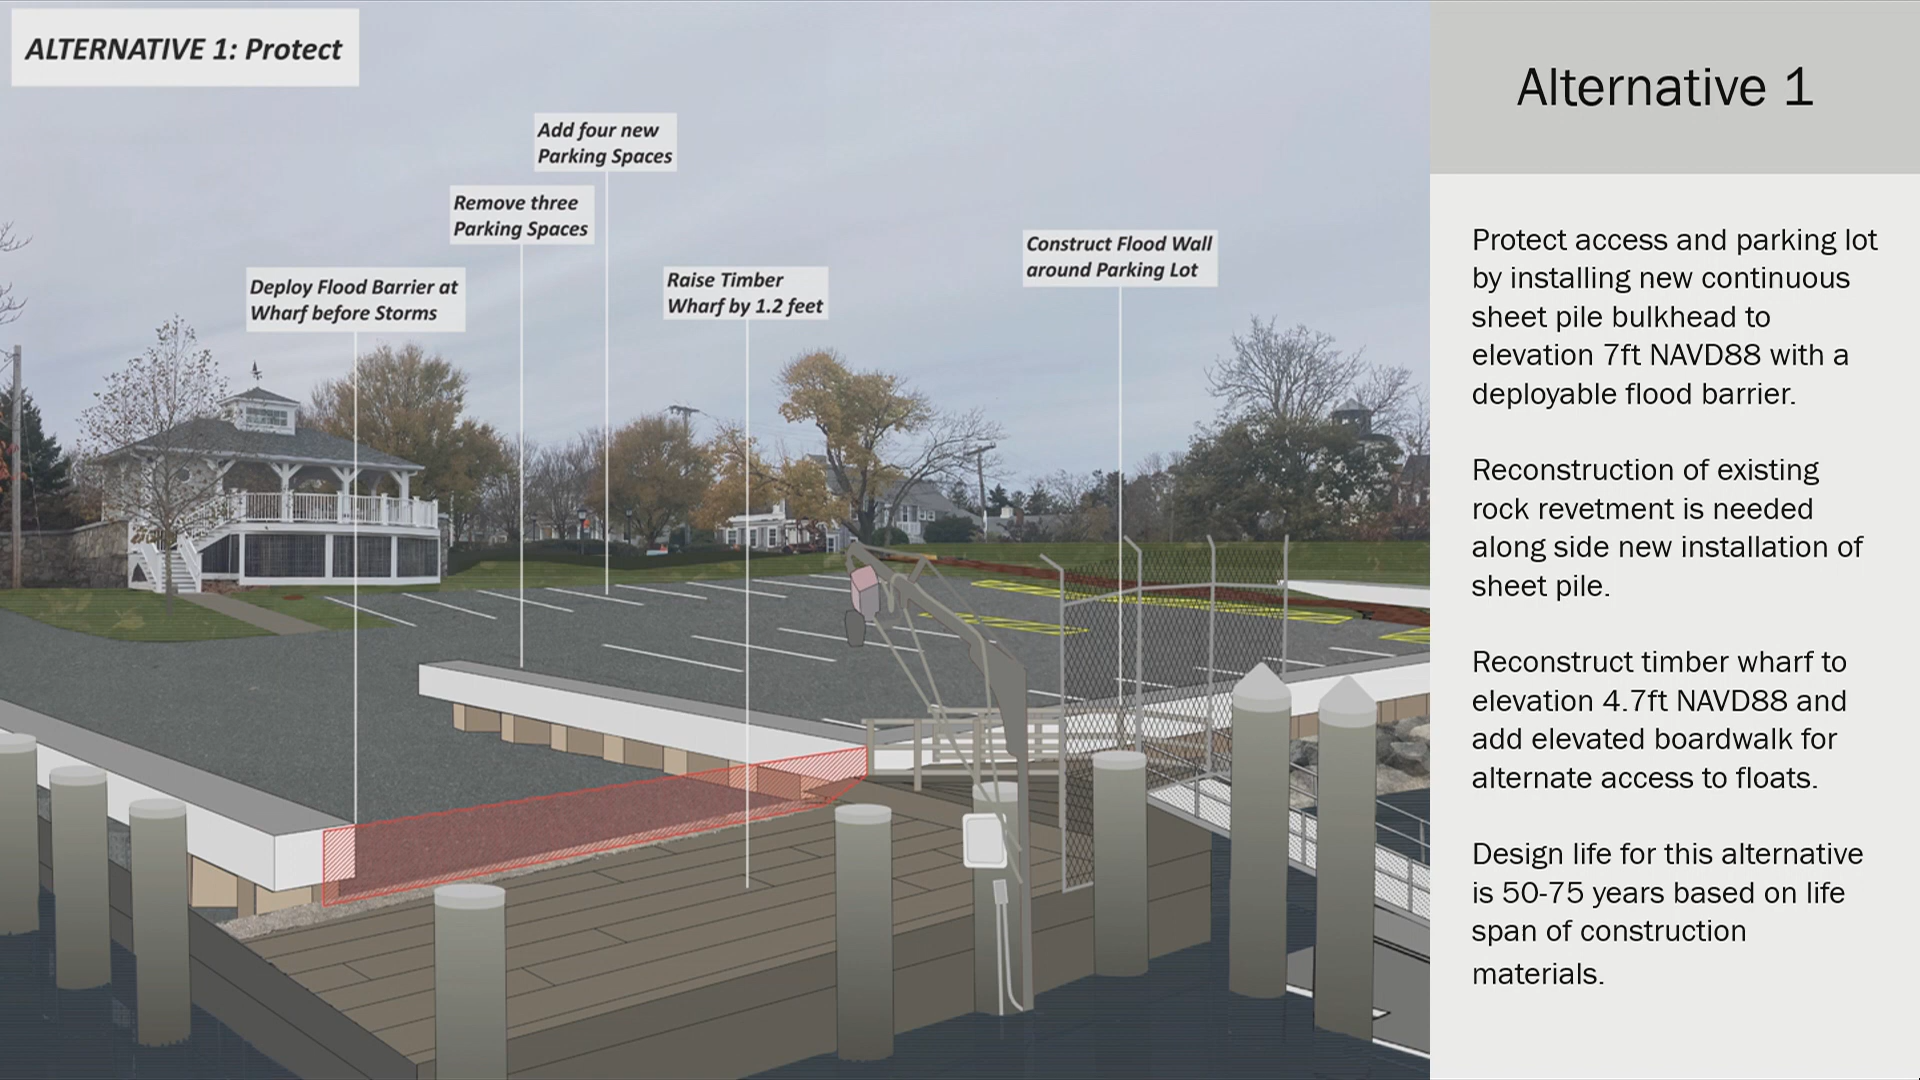 ALTERNATIVE 1: Protect
Add four new
Parking Spaces
Remove three
Parking Spaces
Construct Flood Wall
around Parking Lot
Deploy Flood Barrier at
Wharf before Storms
Raise Timber
Wharf by 1.2 feet
Alternative 1
Protect access and parking lot
by installing new continuous
sheet pile bulkhead to
elevation 7ft NAVD88 with a
deployable flood barrier.
Reconstruction of existing
rock revetment is needed
along side new installation of
sheet pile.
Reconstruct timber wharf to
elevation 4.7ft NAVD88 and
add elevated boardwalk for
alternate access to floats.
Design life for this alternative
is 50-75 years based on life
span of construction
materials.